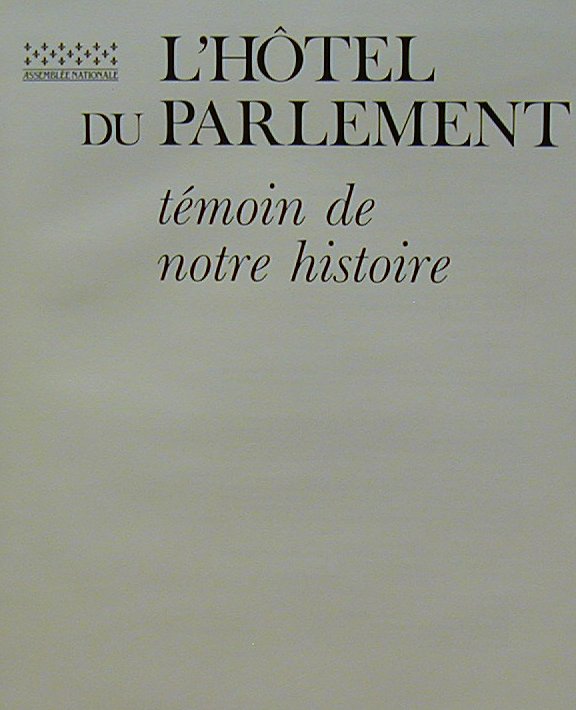 ASSEMBLÉE NATIONALE
L'HÔTEL
DU PARLEMENT
témoin de
notre histoire